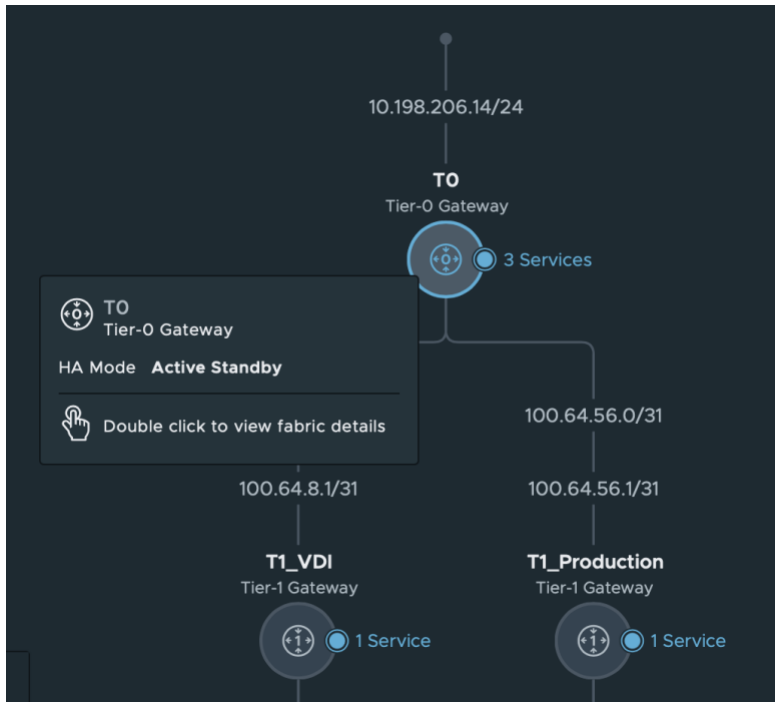 10.198.206.14/24
T0
Tier-0 Gateway
3 Services
T0
Tier-0 Gateway
HA Mode Active Standby
Double click to view fabric details
100.64.56.0/31
100.64.8.1/31
100.64.56.1/31
T1_VDI
Tier-1 Gateway
1 Service
T1_Production
Tier-1 Gateway
1 Service